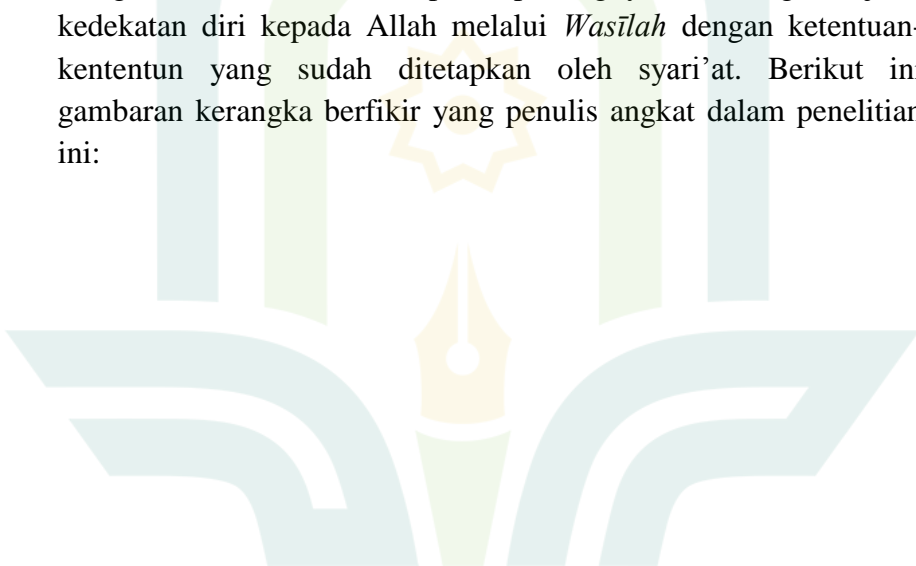 kedekatan diri kepada Allah melalui Wasīlah dengan ketentuan-
kententun yang sudah ditetapkan oleh syari’at. Berikut ini
gambaran kerangka berfikir yang penulis angkat dalam penelitian
ini: